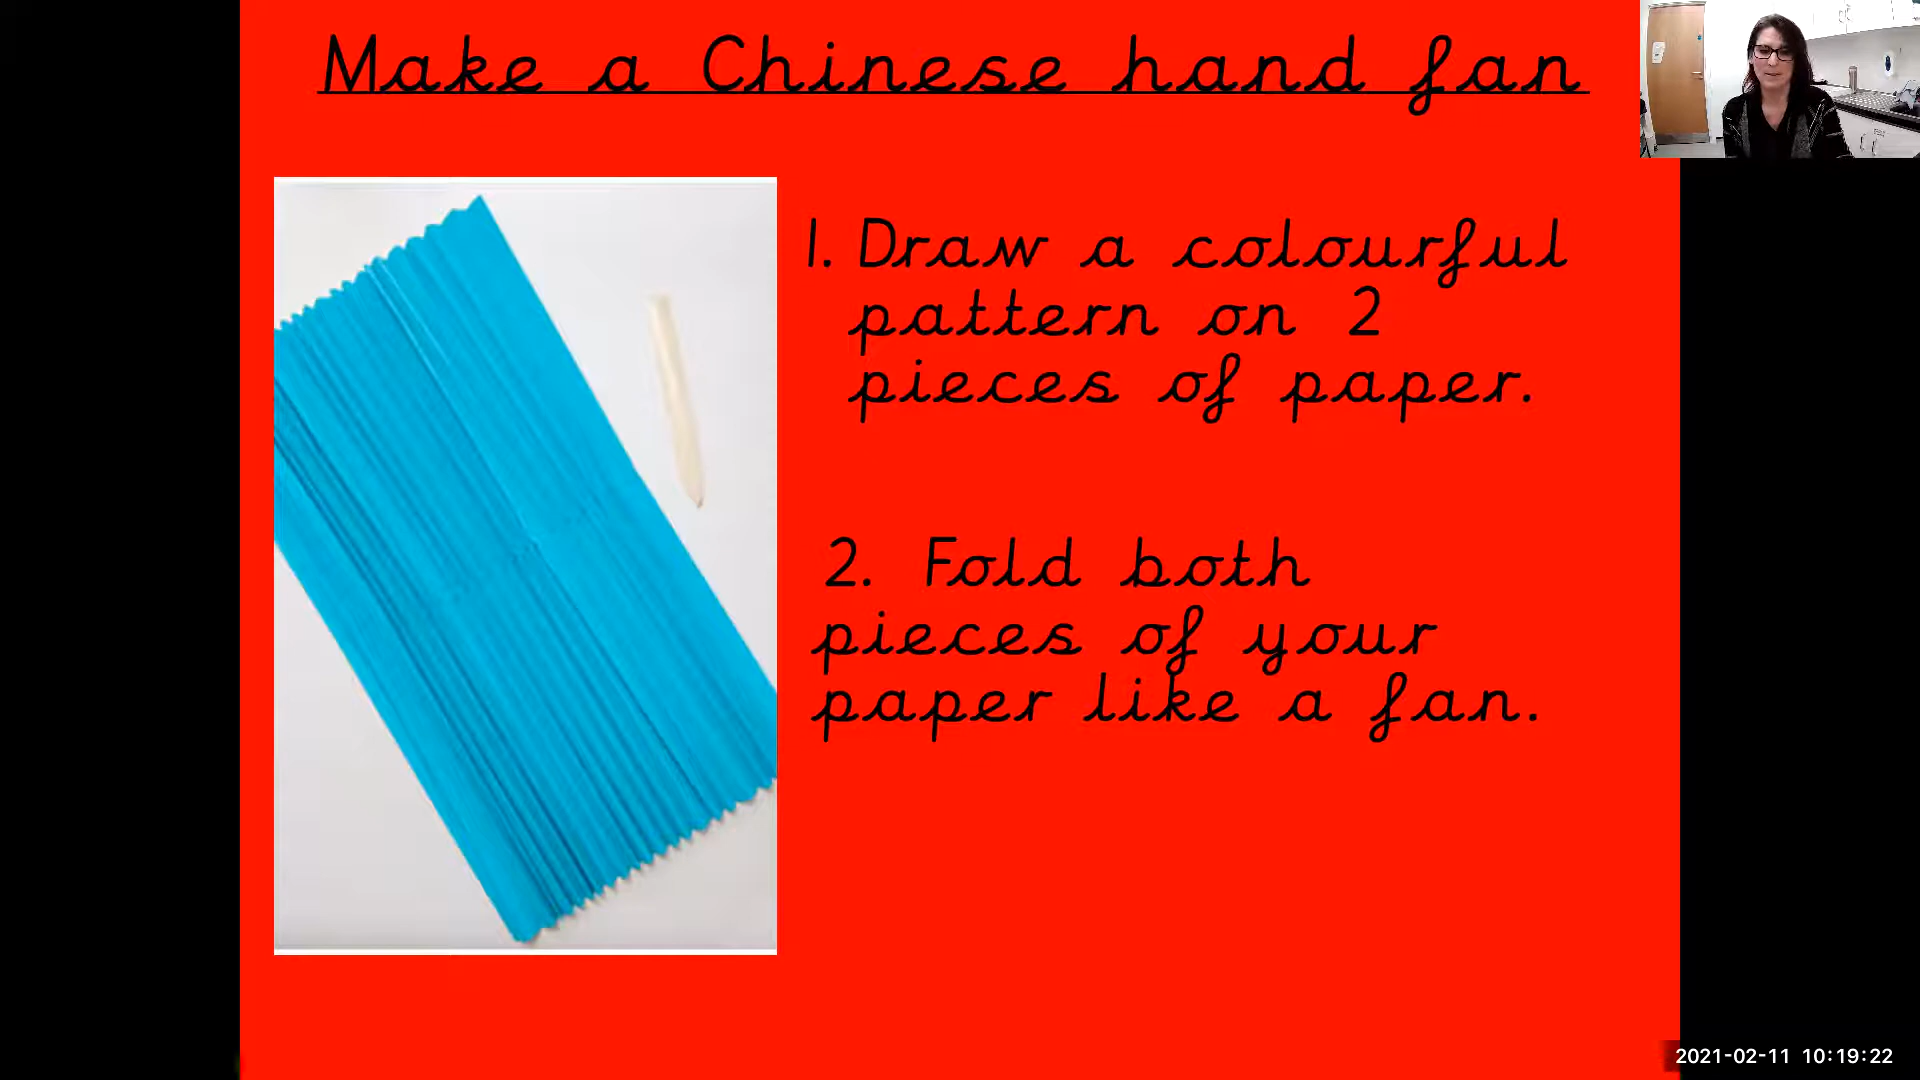 Make a Chinese hand fan
1. Draw a colourful
pattern on 2
pieces of paper.
2. Fold both
pieces of your
paper like a fan.
2021-02-11 10:19:22